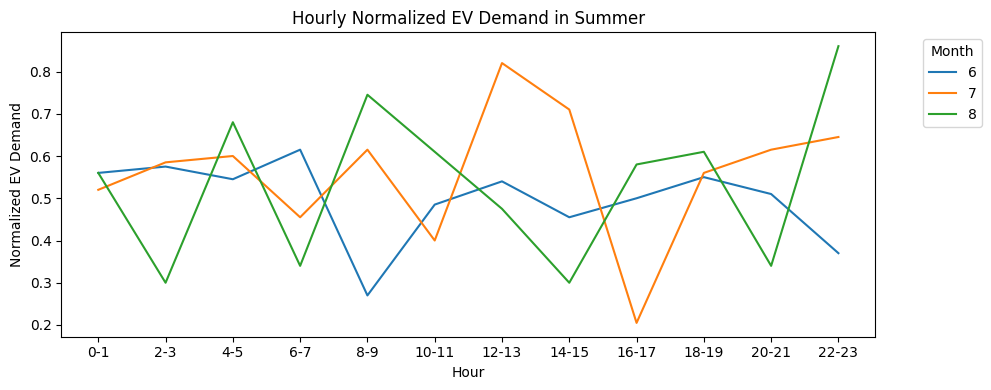 Hourly Normalized EV Demand in Summer
Normalized EV Demand
0.8
0.7
0.6
0.5
0.4
0.3
0.2
0-1 2-3 4-5 6-7 8-9 10-11 12-13 14-15 16-17 18-19 20-21 22-23
Hour
Month
6
7
8